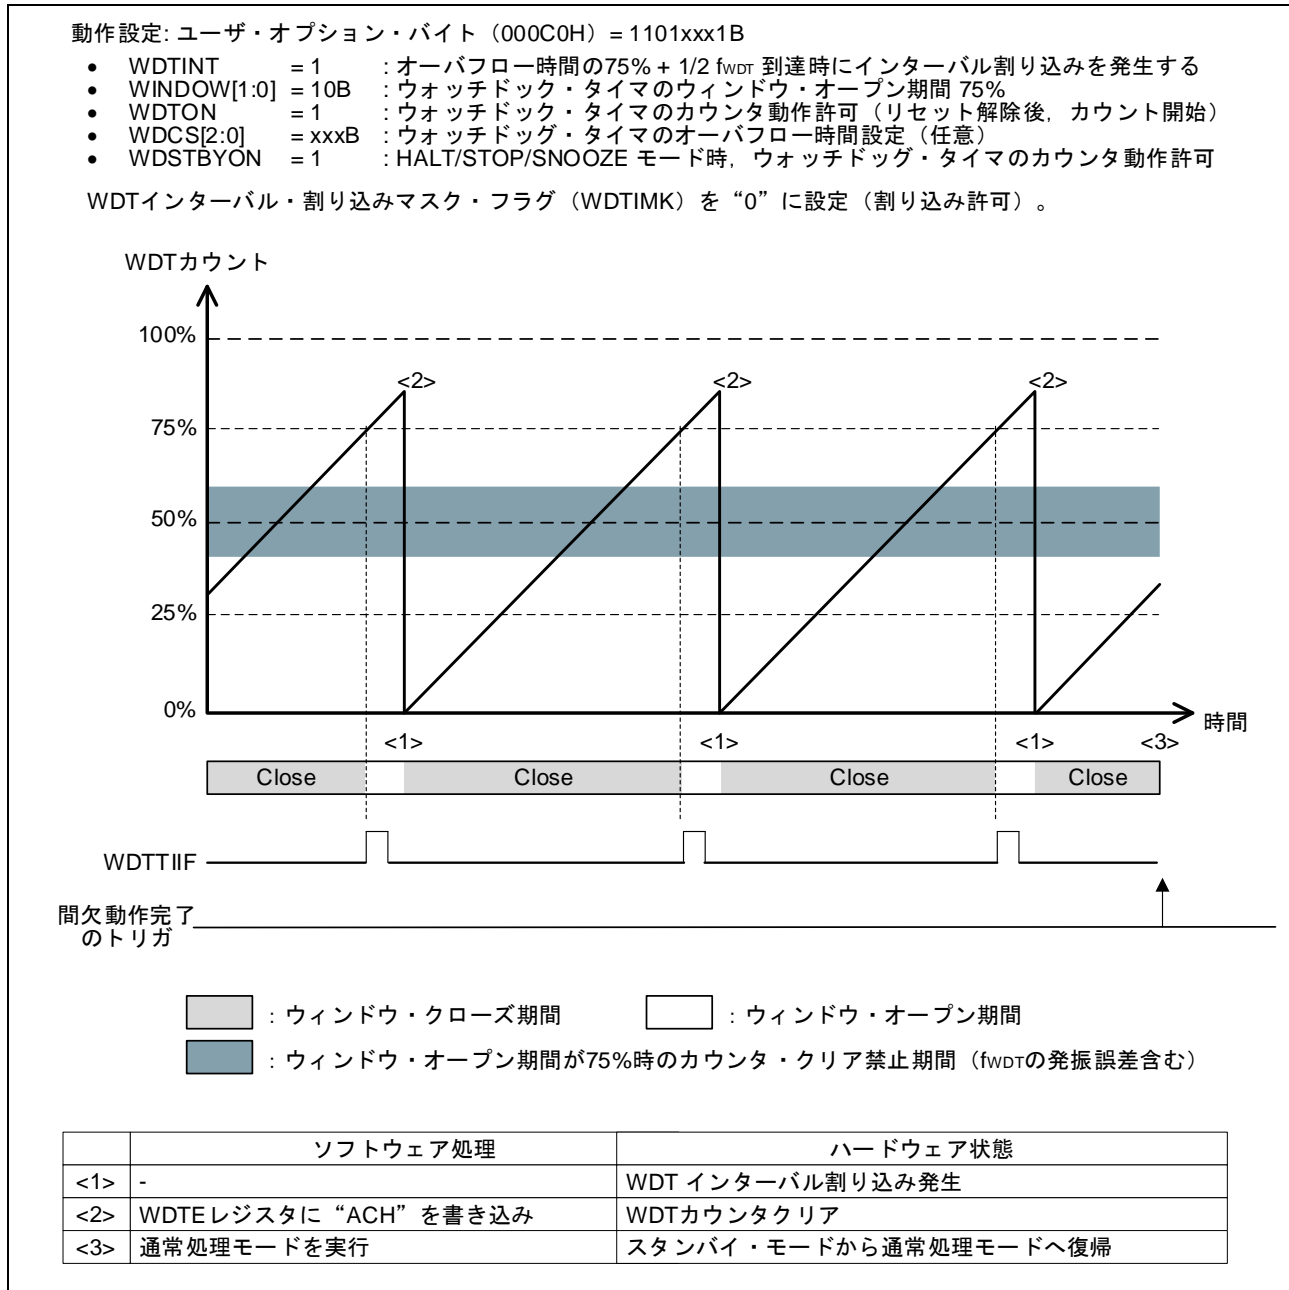 動作設定: ユーザ・オプション・バイト（000C0H）= 1101xxx1B
• WDTINT = 1 : オーバフロー時間の75% + 1/2 fWDT 到達時にインターバル割り込みを発生する
• WINDOW[1:0] = 10B : ウォッチドック・タイマのウィンドウ・オープン期間 75%
• WDTON = 1 : ウォッチドック・タイマのカウンタ動作許可（リセット解除後，カウント開始）
• WDCS[2:0] = xxxB : ウォッチドッグ・タイマのオーバフロー時間設定（任意）
• WDSTBYON = 1 : HALT/STOP/SNOOZE モード時，ウォッチドッグ・タイマのカウンタ動作許可
WDTインターバル・割り込みマスク・フラグ（WDTIMK）を“0”に設定（割り込み許可）。
WDTカウント
100%
<2> <2> <2>
75%
50%
25%
0%
時間
<1> <1> <1> <3>
Close Close Close Close
WDTTIIF
間欠動作完了
のトリガ
: ウィンドウ・クローズ期間 : ウィンドウ・オープン期間
: ウィンドウ・オープン期間が75%時のカウンタ・クリア禁止期間（fWDTの発振誤差含む）
ソフトウェア処理 ハードウェア状態
<1> - WDT インターバル割り込み発生
<2> WDTEレジスタに“ACH”を書き込み WDTカウンタクリア
<3> 通常処理モードを実行 スタンバイ・モードから通常処理モードへ復帰